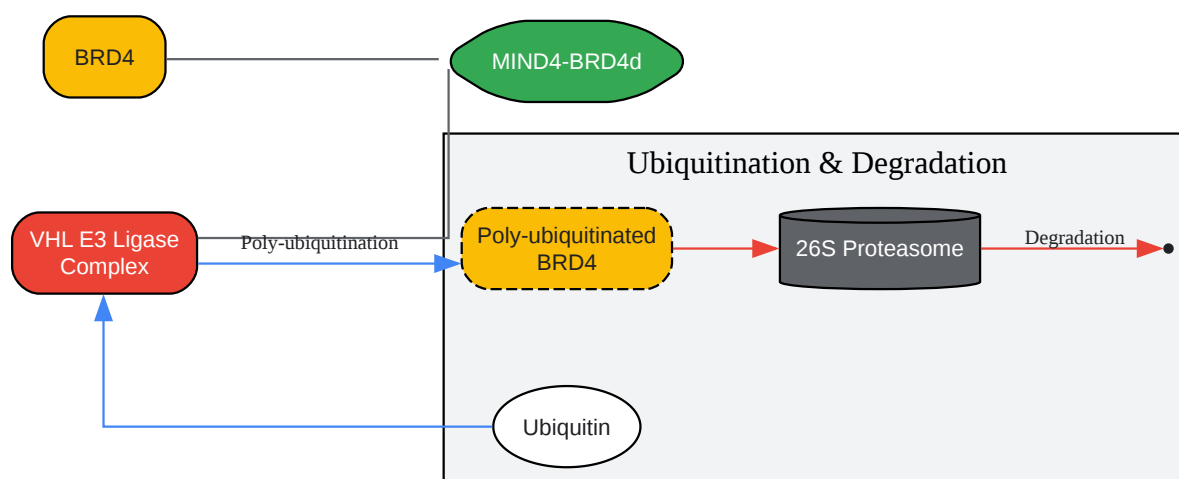 BRD4
MIND4-BRD4d
Ubiquitination & Degradation
VHL E3 Ligase
Complex
Poly-ubiquitination
Poly-ubiquitinated
BRD4
26S Proteasome
Degradation
Ubiquitin